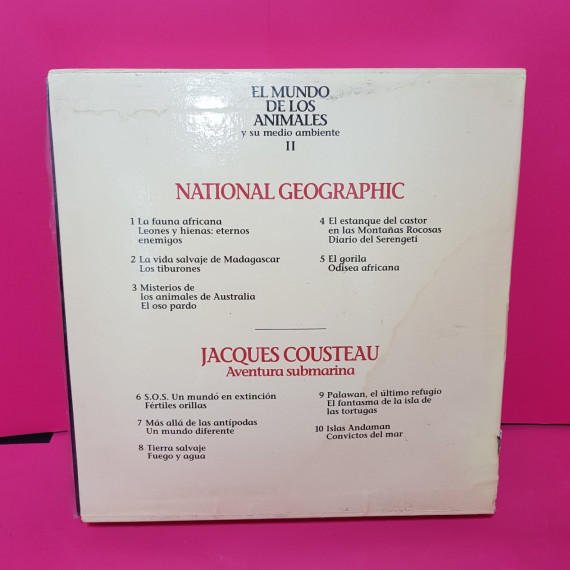 EL MUNDO
DE LOS
ANIMALES
y su medio ambiente
II
NATIONAL GEOGRAPHIC
1 La fauna africana
Leones y hienas: eternos
enemigos
2 La vida salvaje de Madagascar
Los tiburones
3 Misterios de
los animales de Australia
El oso pardo
4 El estanque del castor
en las Montañas Rocosas
Diario del Serengeti
5 El gorila
Odisea africana
JACQUES COUSTEAU
Aventura submarina
6 S.O.S. Un mundo en extinción
Fértiles orillas
7 Más allá de las antípodas
Un mundo diferente
8 Tierra salvaje
Fuego y agua
9 Palawan, el último refugio
El fantasma de la isla de
las tortugas
10 Islas Andaman
Convictos del mar